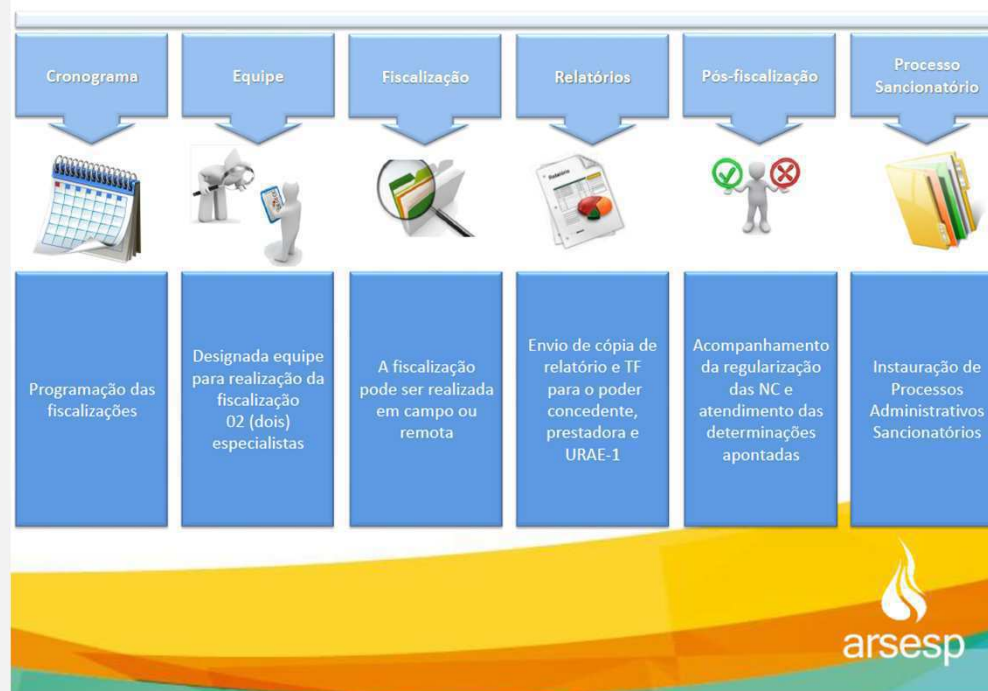 Cronograma
Equipe
Fiscalização
Relatórios
Pós-fiscalização
Processo
Sancionatório
Relatório
Programação das
fiscalizações
Designada equipe
para realização da
fiscalização
02 (dois)
especialistas
A fiscalização
pode ser realizada
em campo ou
remota
Envio de cópia de
relatório e TF
para o poder
concedente,
prestadora e
URAE-1
Acompanhamento
da regularização
das NC e
atendimento das
determinações
apontadas
Instauração de
Processos
Administrativos
Sancionatórios
arsesp